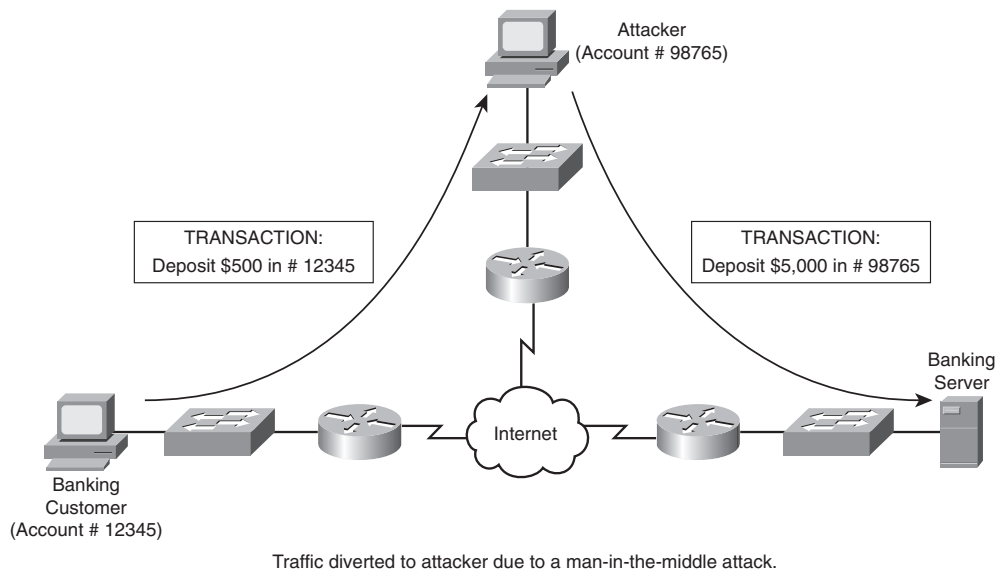 Attacker
(Account # 98765)
TRANSACTION:
Deposit $500 in # 12345
TRANSACTION:
Deposit $5,000 in # 98765
Banking
Server
Internet
Banking
Customer
(Account # 12345)
Traffic diverted to attacker due to a man-in-the-middle attack.